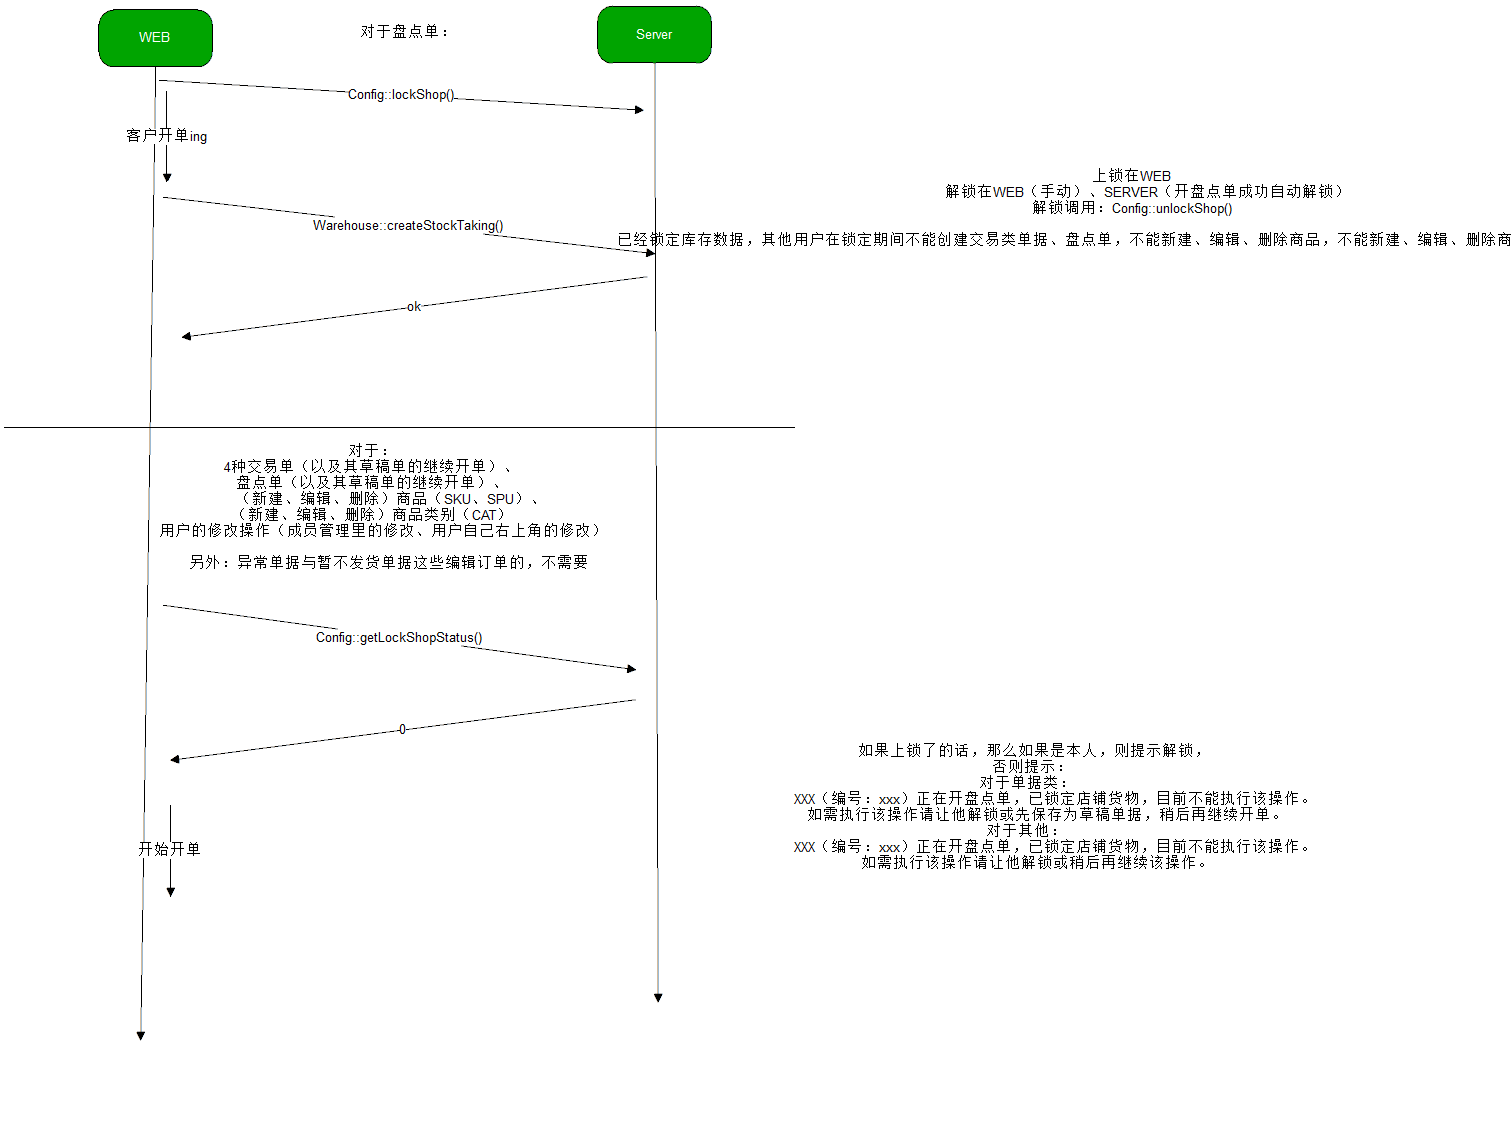 WEB
对于盘点单：
Server
Config::lockShop()
客户开单ing
上锁在WEB
解锁在WEB（手动）、SERVER（开盘点单成功自动解锁）
解锁调用：Config::unlockShop()
Warehouse::createStockTaking()
已经锁定库存数据，其他用户在锁定期间不能创建交易类单据、盘点单，不能新建、编辑、删除商品，不能新建、编辑、删除商
ok
对于：
4种交易单（以及其草稿单的继续开单）、
盘点单（以及其草稿单的继续开单）、
（新建、编辑、删除）商品（SKU、SPU）、
（新建、编辑、删除）商品类别（CAT）
用户的修改操作（成员管理里的修改、用户自己右上角的修改）
另外：异常单据与暂不发货单据这些编辑订单的，不需要
Config::getLockShopStatus()
0
如果上锁了的话，那么如果是本人，则提示解锁，
否则提示：
对于单据类：
XXX（编号：xxx）正在开盘点单，已锁定店铺货物，目前不能执行该操作。
如需执行该操作请让他解锁或先保存为草稿单据，稍后再继续开单。
对于其他：
XXX（编号：xxx）正在开盘点单，已锁定店铺货物，目前不能执行该操作。
如需执行该操作请让他解锁或稍后再继续该操作。
开始开单